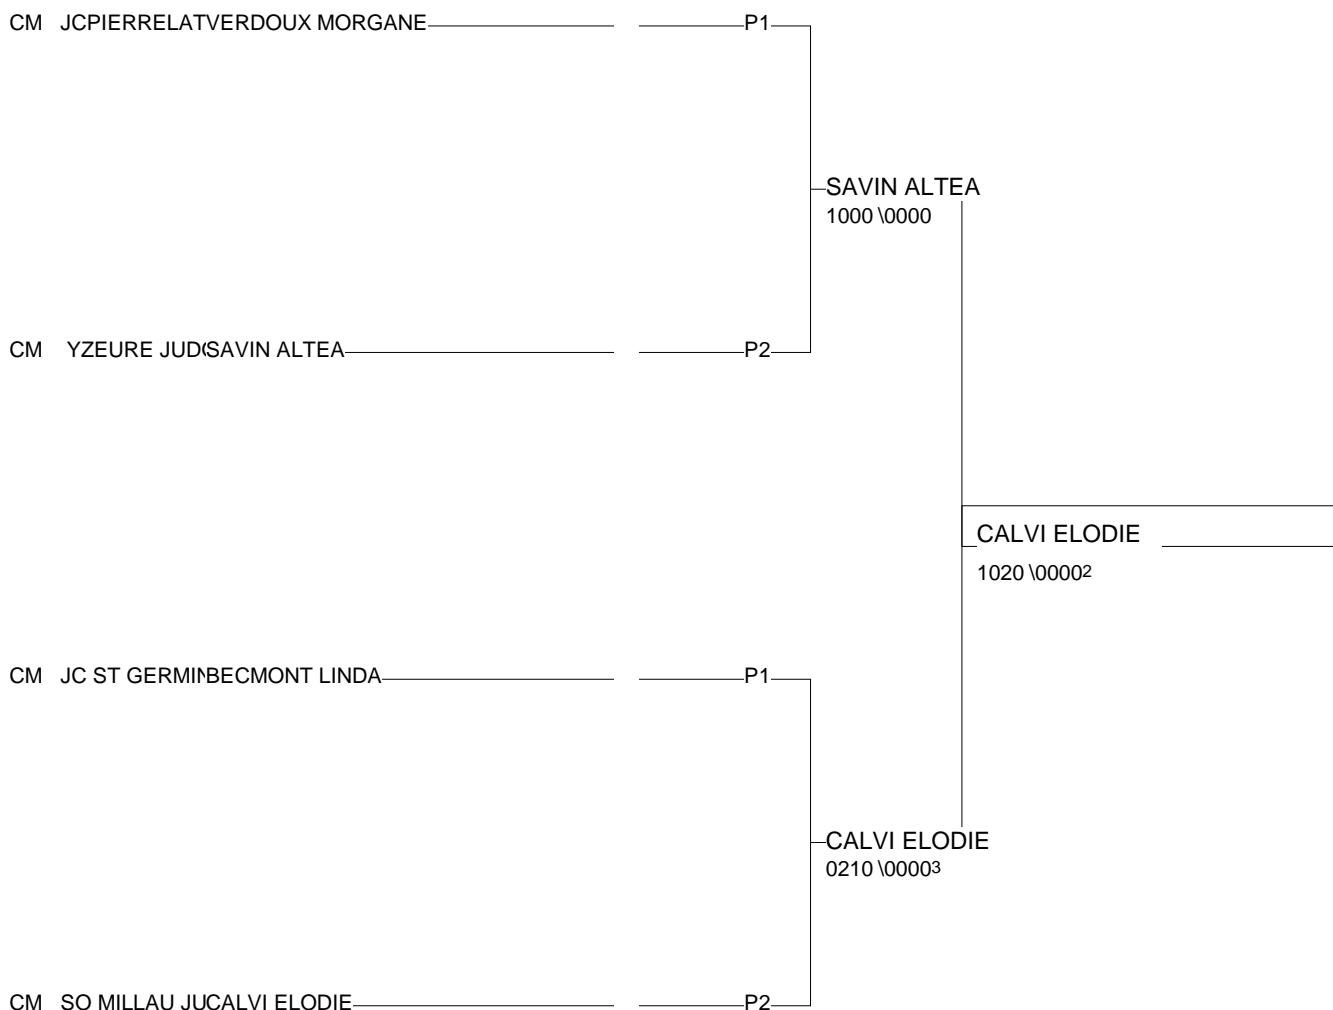 CM JCPIERRELATVERDOUX MORGANE P1
SAVIN ALTEA
1000 \0000
CM YZEURE JUDOSAVIN ALTEA P2
CALVI ELODIE
1020 \00002
CM JC ST GERMINBECMONT LINDA P1
CALVI ELODIE
0210 \00003
CM SO MILLAU JUCALVI ELODIE P2